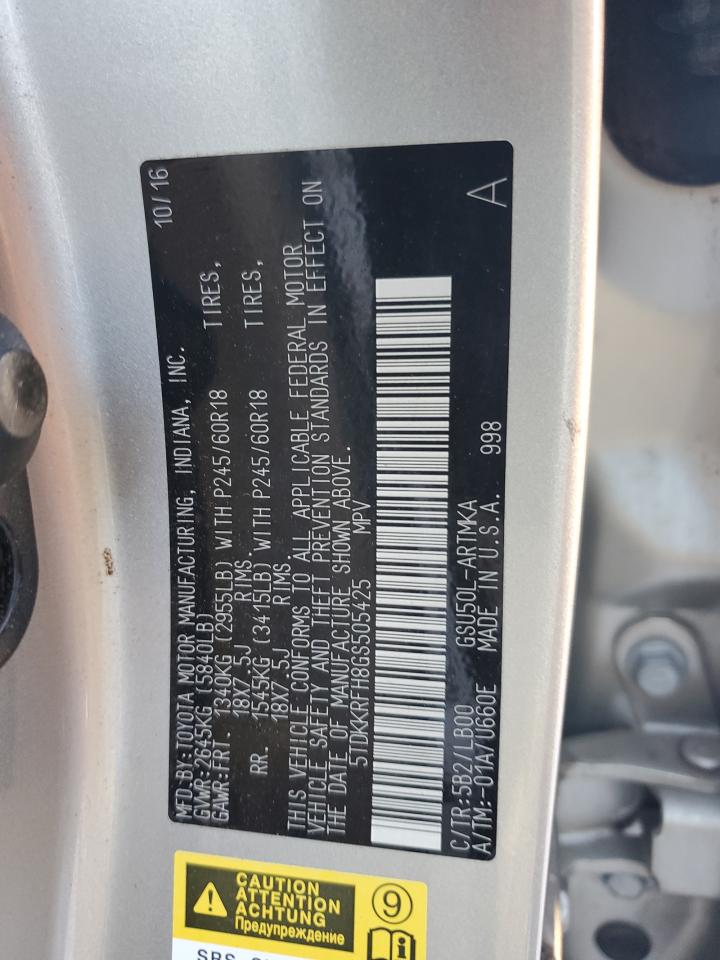 MFD.BY:TOYOTA MOTOR MANUFACTURING, INDIANA, INC. 10/16
GVWR:2645KG (5840LB)
GAWR:FRT. 1340KG (2955LB) WITH P245/60R18 TIRES,
18X7.5J RIMS.
RR. 1545KG (3415LB) WITH P245/60R18 TIRES,
18X7.5J RIMS.
THIS VEHICLE CONFORMS TO ALL APPLICABLE FEDERAL MOTOR
VEHICLE SAFETY AND THEFT PREVENTION STANDARDS IN EFFECT ON
THE DATE OF MANUFACTURE SHOWN ABOVE.
5TDKKRFH8GS505425 MPV
C/TR:5B2/LB00 GSU50L-ARTMKA
A/TM:-01A/U660E MADE IN U.S.A. 998 A
CAUTION
ATTENTION
ACHTUNG
Предупреждение
9
SRS